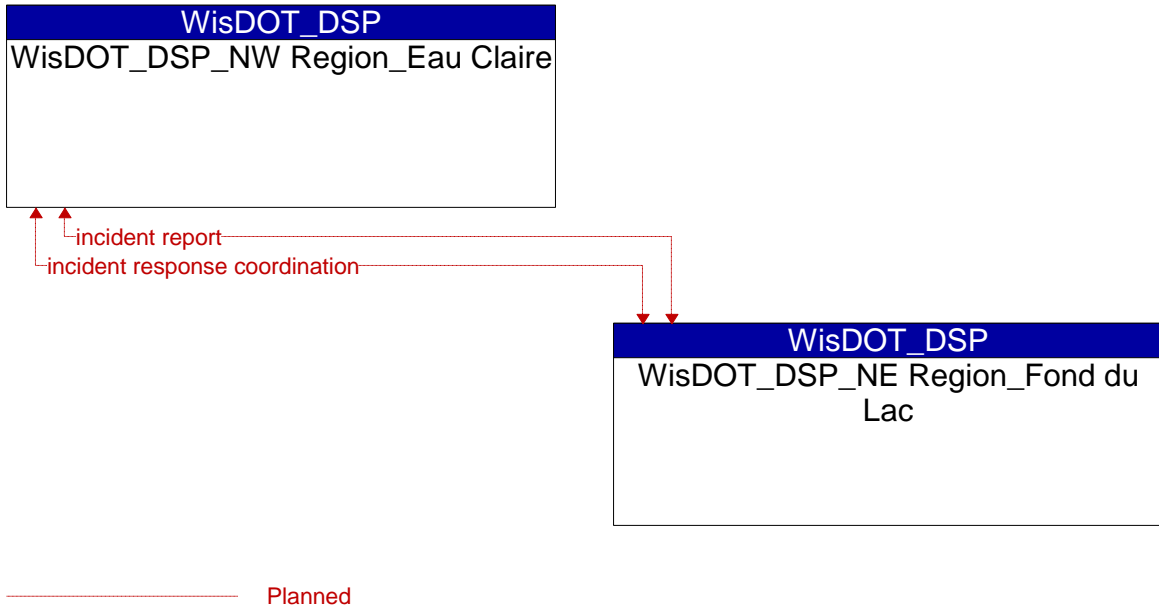 WisDOT_DSP
WisDOT_DSP_NW Region_Eau Claire
incident report
incident response coordination
WisDOT_DSP
WisDOT_DSP_NE Region_Fond du
Lac
Planned